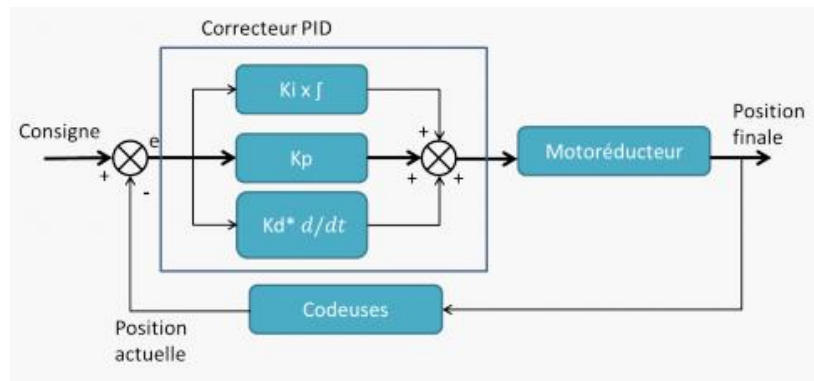 Correcteur PID
Ki x ∫
Position
finale
Consigne
e
+
Kp
Motoréducteur
+
-
+
+
Kd* d/dt
Codeuses
Position
actuelle